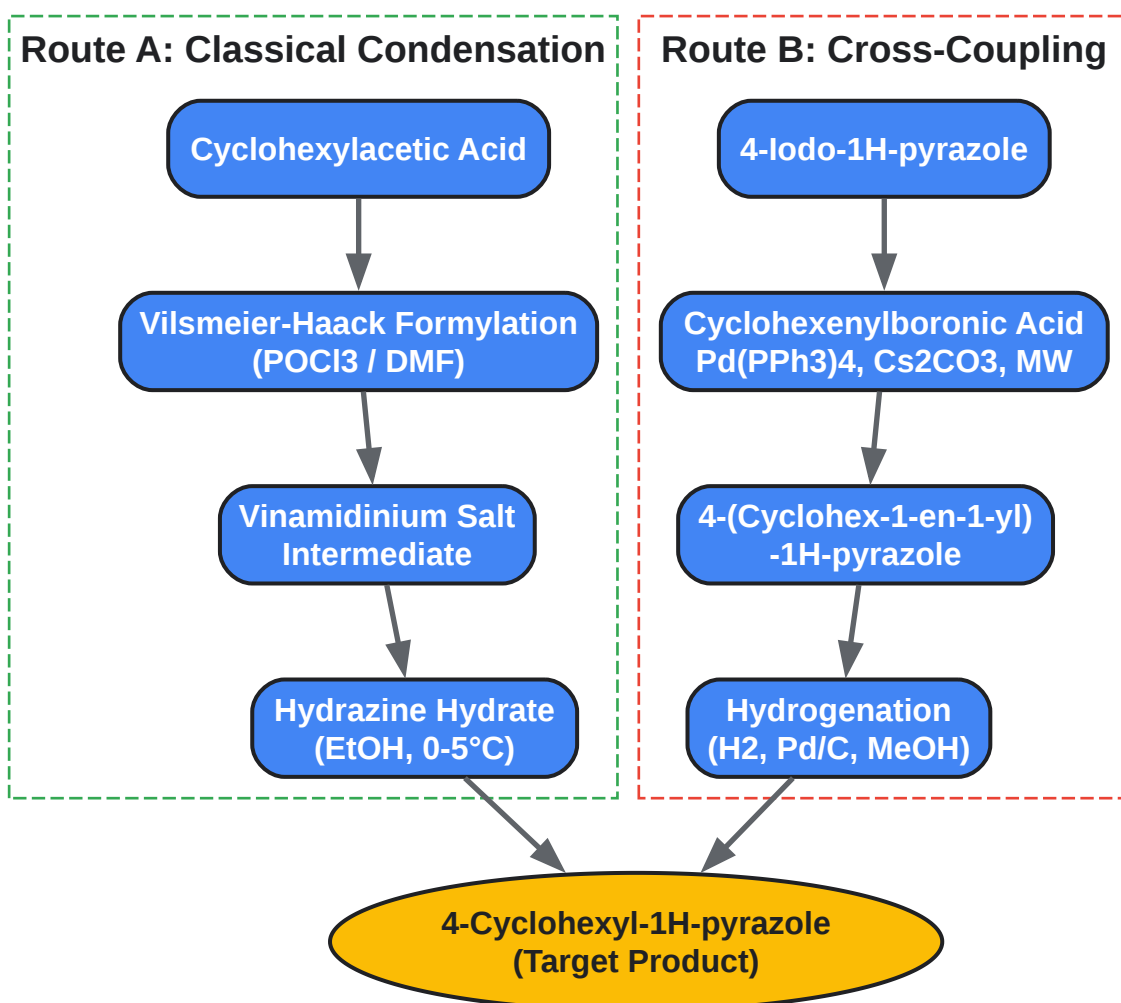 Route A: Classical Condensation
Cyclohexylacetic Acid
Vilsmeier-Haack Formylation
(POCl3 / DMF)
Vinamidinium Salt
Intermediate
Hydrazine Hydrate
(EtOH, 0-5°C)
Route B: Cross-Coupling
4-Iodo-1H-pyrazole
Cyclohexenylboronic Acid
Pd(PPh3)4, Cs2CO3, MW
4-(Cyclohex-1-en-1-yl)
-1H-pyrazole
Hydrogenation
(H2, Pd/C, MeOH)
4-Cyclohexyl-1H-pyrazole
(Target Product)